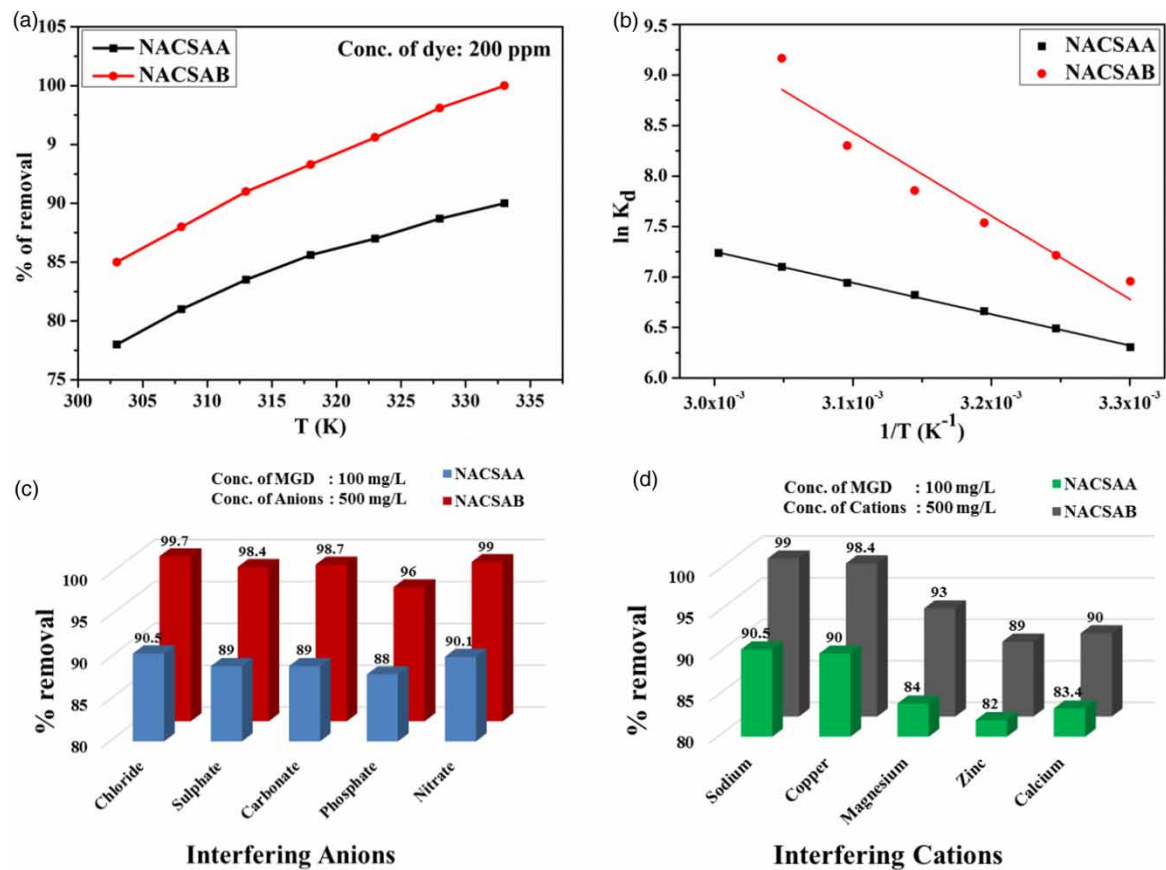 (a)
105
100
9
90
85
80
75
% of removal
NACSAA
NACSAB
Conc. of dye: 200 ppm
300 305 310 315 320 325 330 335
T (K)
(b)
9.5
9.0
8.5
8.0
7.5
7.0
6.5
6.0
ln K_d
NACSAA
NACSAB
3.0x10⁻³ 3.1x10⁻³ 3.2x10⁻³ 3.3x10⁻³
1/T (K⁻¹)
(c)
Conc. of MGD : 100 mg/L
Conc. of Anions : 500 mg/L
NACSAA
NACSAB
100
95
90
85
80
% removal
99.7 98.4 98.7 96 99
90.5 89 89 88 90.1
Chloride
Sulphate
Carbonate
Phosphate
Nitrate
Interfering Anions
(d)
Conc. of MGD : 100 mg/L
Conc. of Cations : 500 mg/L
NACSAA
NACSAB
100
95
90
85
80
% removal
99 98.4 93 89 90
90.5 90 84 82 83.4
Sodium
Copper
Magnesium
Zinc
Calcium
Interfering Cations